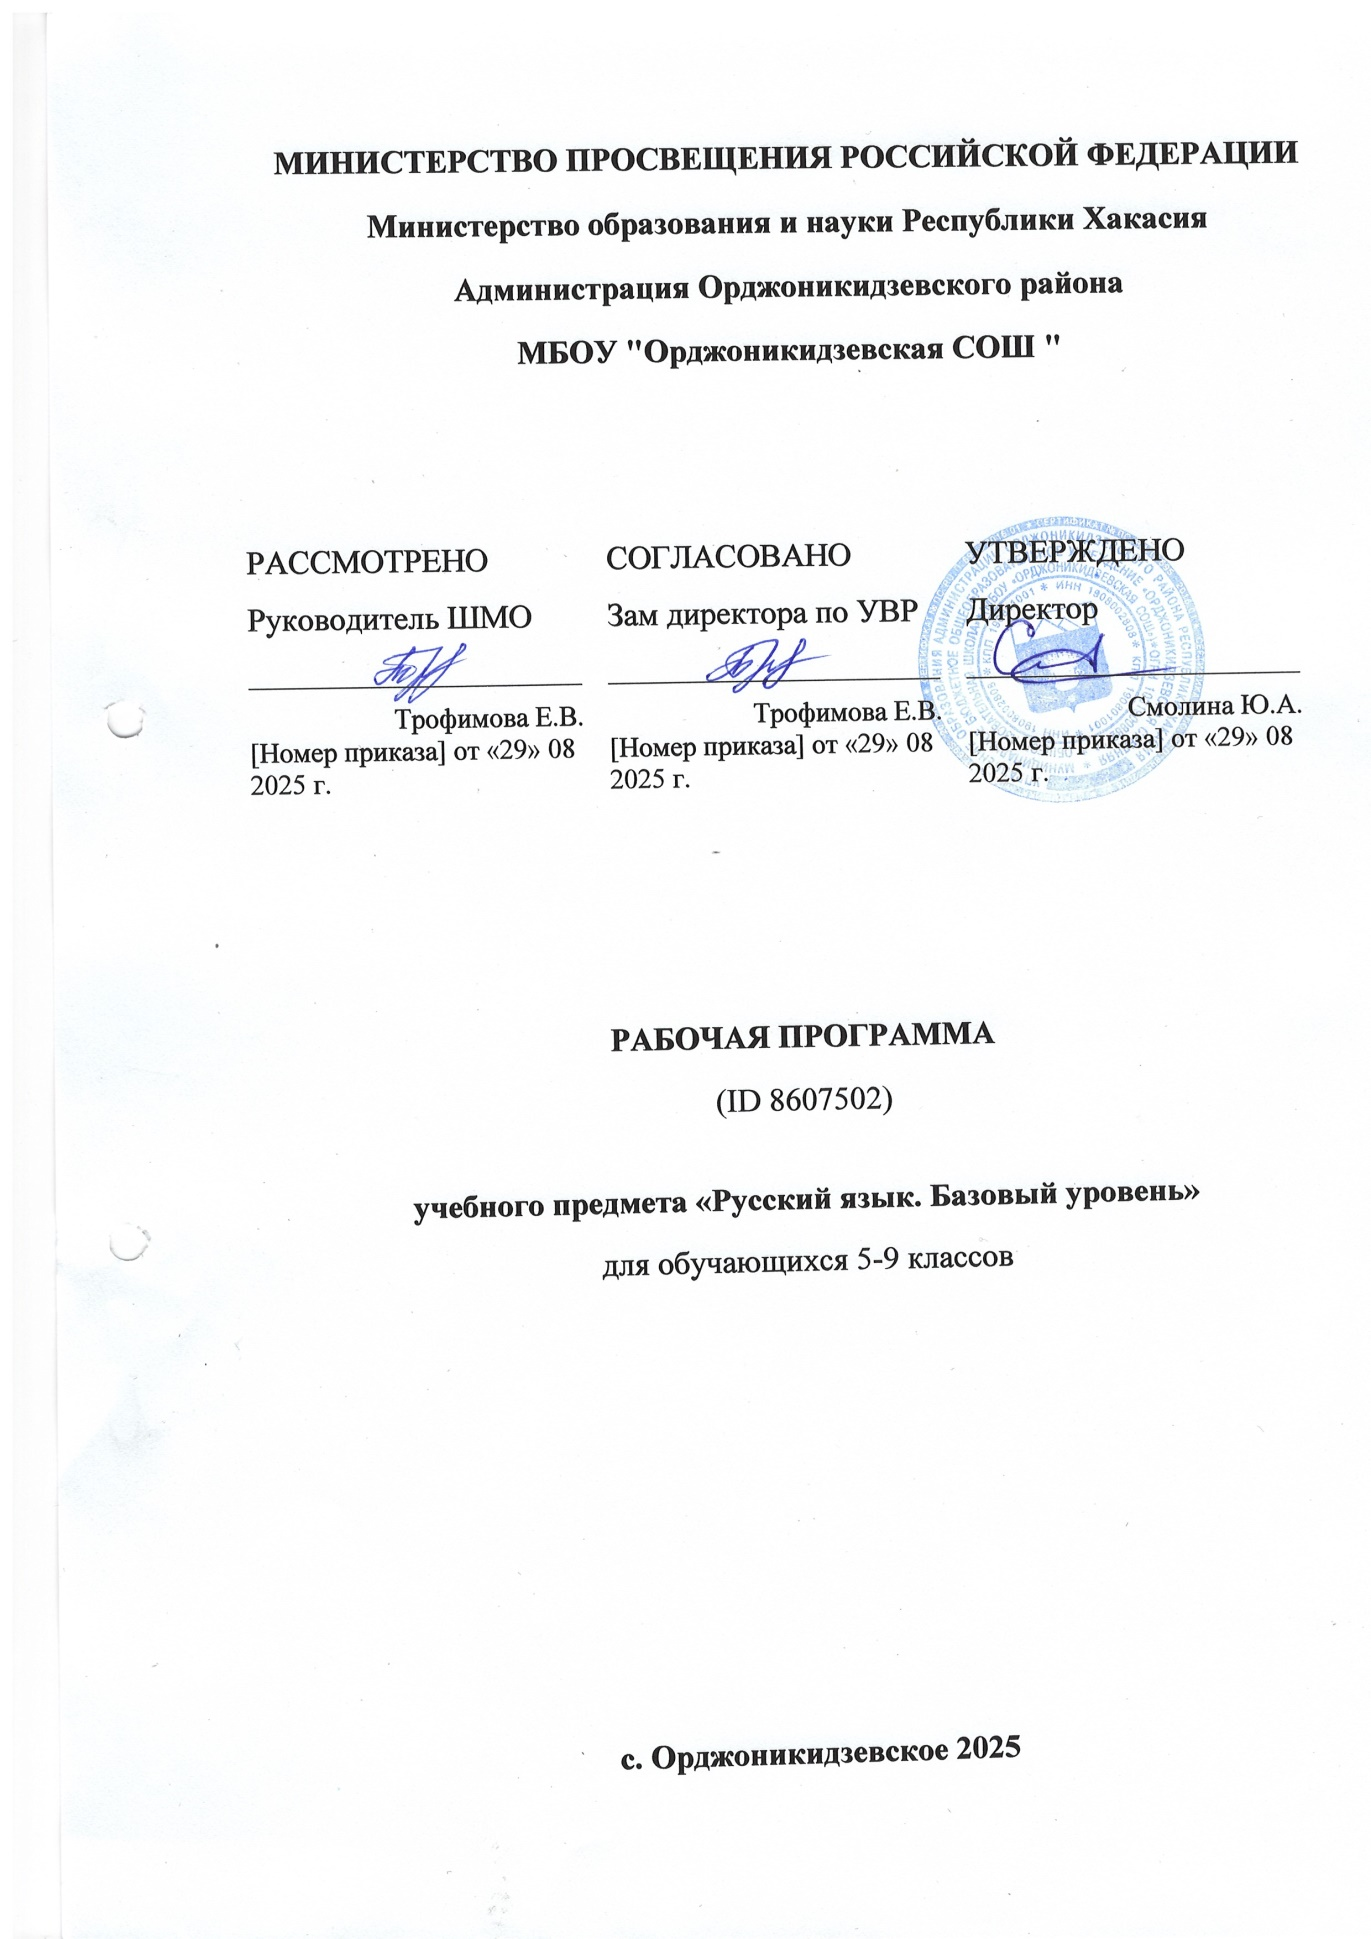 МИНИСТЕРСТВО ПРОСВЕЩЕНИЯ РОССИЙСКОЙ ФЕДЕРАЦИИ
Министерство образования и науки Республики Хакасия
Администрация Орджоникидзевского района
МБОУ "Орджоникидзевская СОШ "
РАССМОТРЕНО
Руководитель ШМО
Трофимова Е.В.
[Номер приказа] от «29» 08
2025 г.
СОГЛАСОВАНО
Зам директора по УВР
Трофимова Е.В.
[Номер приказа] от «29» 08
2025 г.
УТВЕРЖДЕНО
Директор
Смолина Ю.А.
[Номер приказа] от «29» 08
2025 г.
РАБОЧАЯ ПРОГРАММА
(ID 8607502)
учебного предмета «Русский язык. Базовый уровень»
для обучающихся 5-9 классов
с. Орджоникидзевское 2025